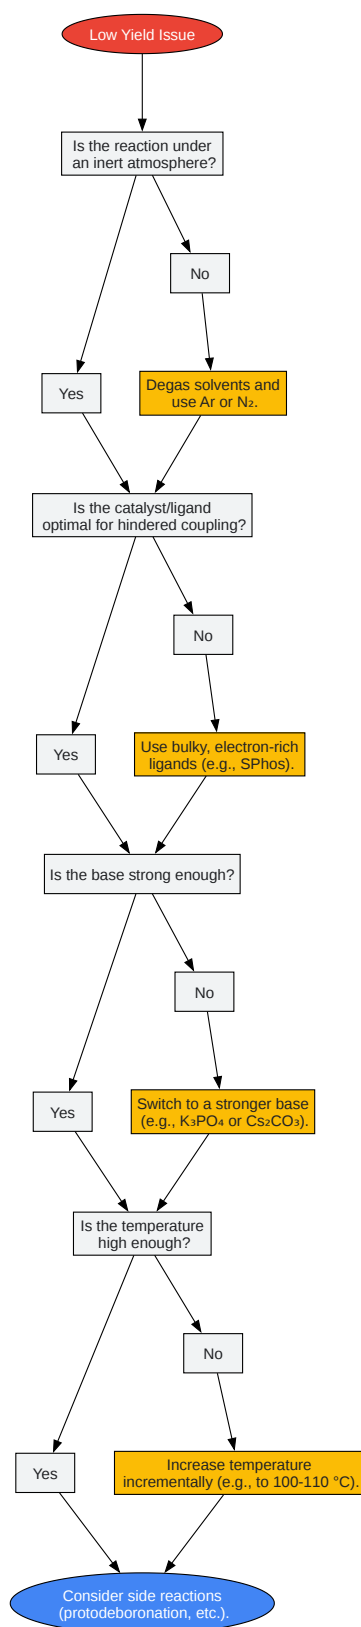 Low Yield Issue
Is the reaction under
an inert atmosphere?
No
Yes
Degas solvents and
use Ar or N₂.
Is the catalyst/ligand
optimal for hindered coupling?
No
Yes
Use bulky, electron-rich
ligands (e.g., SPhos).
Is the base strong enough?
No
Yes
Switch to a stronger base
(e.g., K₃PO₄ or Cs₂CO₃).
Is the temperature
high enough?
No
Yes
Increase temperature
incrementally (e.g., to 100-110 °C).
Consider side reactions
(protodeboronation, etc.).